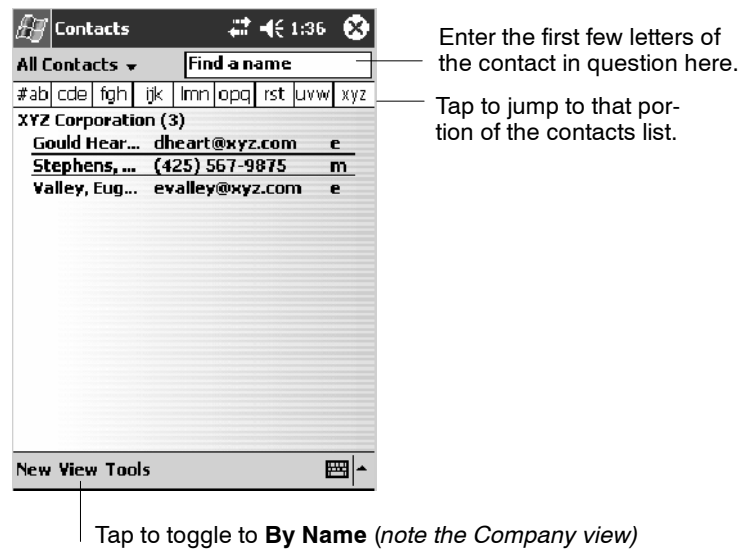 Contacts 1:36
All Contacts Find a name
#ab cde fgh ijk lmn opq rst uvw xyz
XYZ Corporation (3)
Gould Hear... dheart@xyz.com e
Stephens, ... (425) 567-9875 m
Valley, Eug... evalley@xyz.com e
New View Tools
Enter the first few letters of
the contact in question here.
Tap to jump to that por-
tion of the contacts list.
Tap to toggle to By Name (note the Company view)